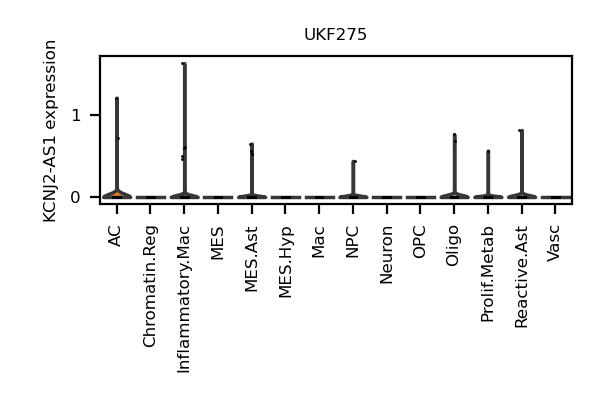 UKF275
KCNJ2-AS1 expression
1
0
AC
Chromatin.Reg
Inflammatory.Mac
MES
MES.Ast
MES.Hyp
Mac
NPC
Neuron
OPC
Oligo
Prolif.Metab
Reactive.Ast
Vasc